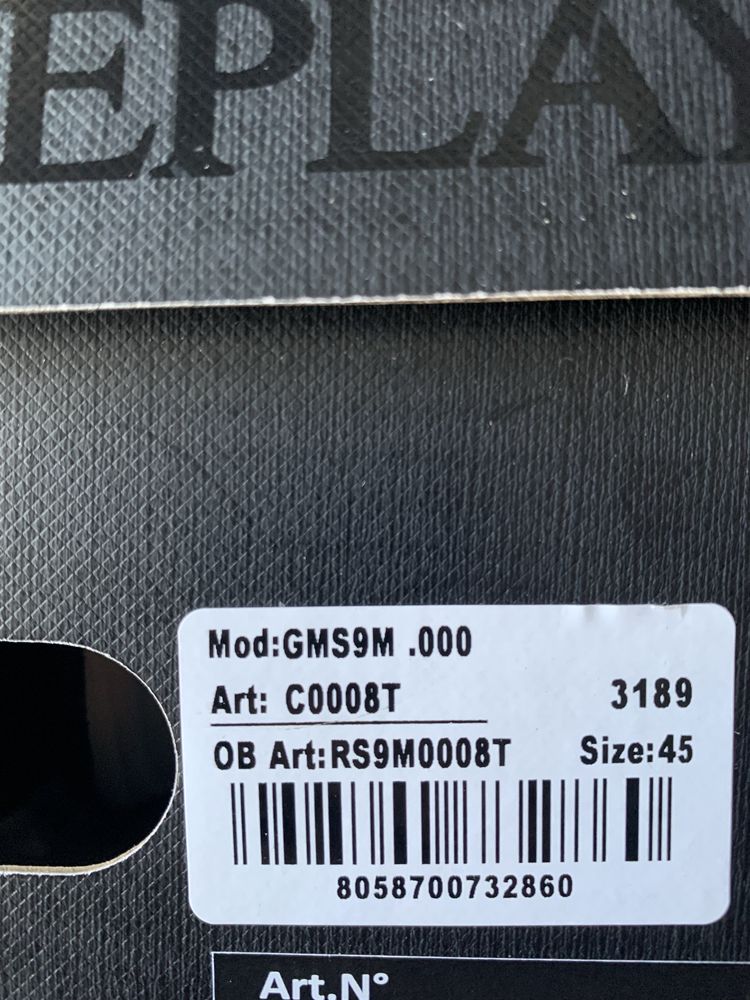 EPLAY
Mod:GMS9M .000
Art: C0008T 3189
OB Art:RS9M0008T Size:45
8058700732860
Art.N°